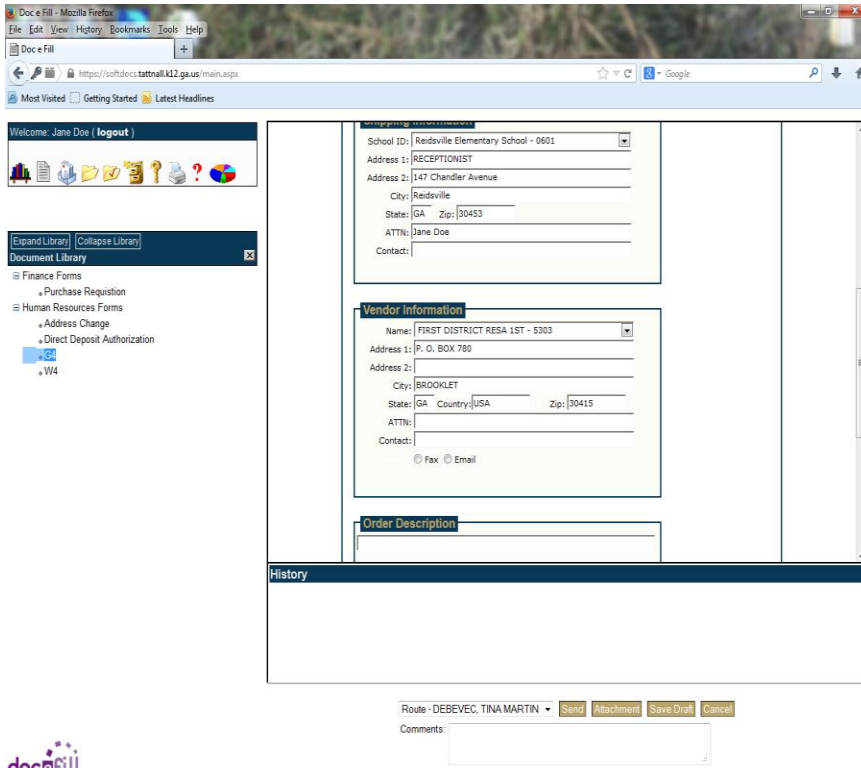 Doc e Fill - Mozilla Firefox
File Edit View History Bookmarks Tools Help
Doc e Fill +
https://softdocs.tattnall.k12.ga.us/main.aspx
Google
Most Visited Getting Started Latest Headlines
Welcome: Jane Doe ( logout )
Expand Library Collapse Library
Document Library
Finance Forms
Purchase Requistion
Human Resources Forms
Address Change
Direct Deposit Authorization
G4
W4
Shipping Information
School ID: Reidsville Elementary School - 0601
Address 1: RECEPTIONIST
Address 2: 147 Chandler Avenue
City: Reidsville
State: GA Zip: 30453
ATTN: Jane Doe
Contact:
Vendor Information
Name: FIRST DISTRICT RESA 1ST - 5303
Address 1: P. O. BOX 780
Address 2:
City: BROOKLET
State: GA Country: USA Zip: 30415
ATTN:
Contact:
Fax Email
Order Description
History
Route - DEBEVEC, TINA MARTIN Send Attachment Save Draft Cancel
Comments:
docefill